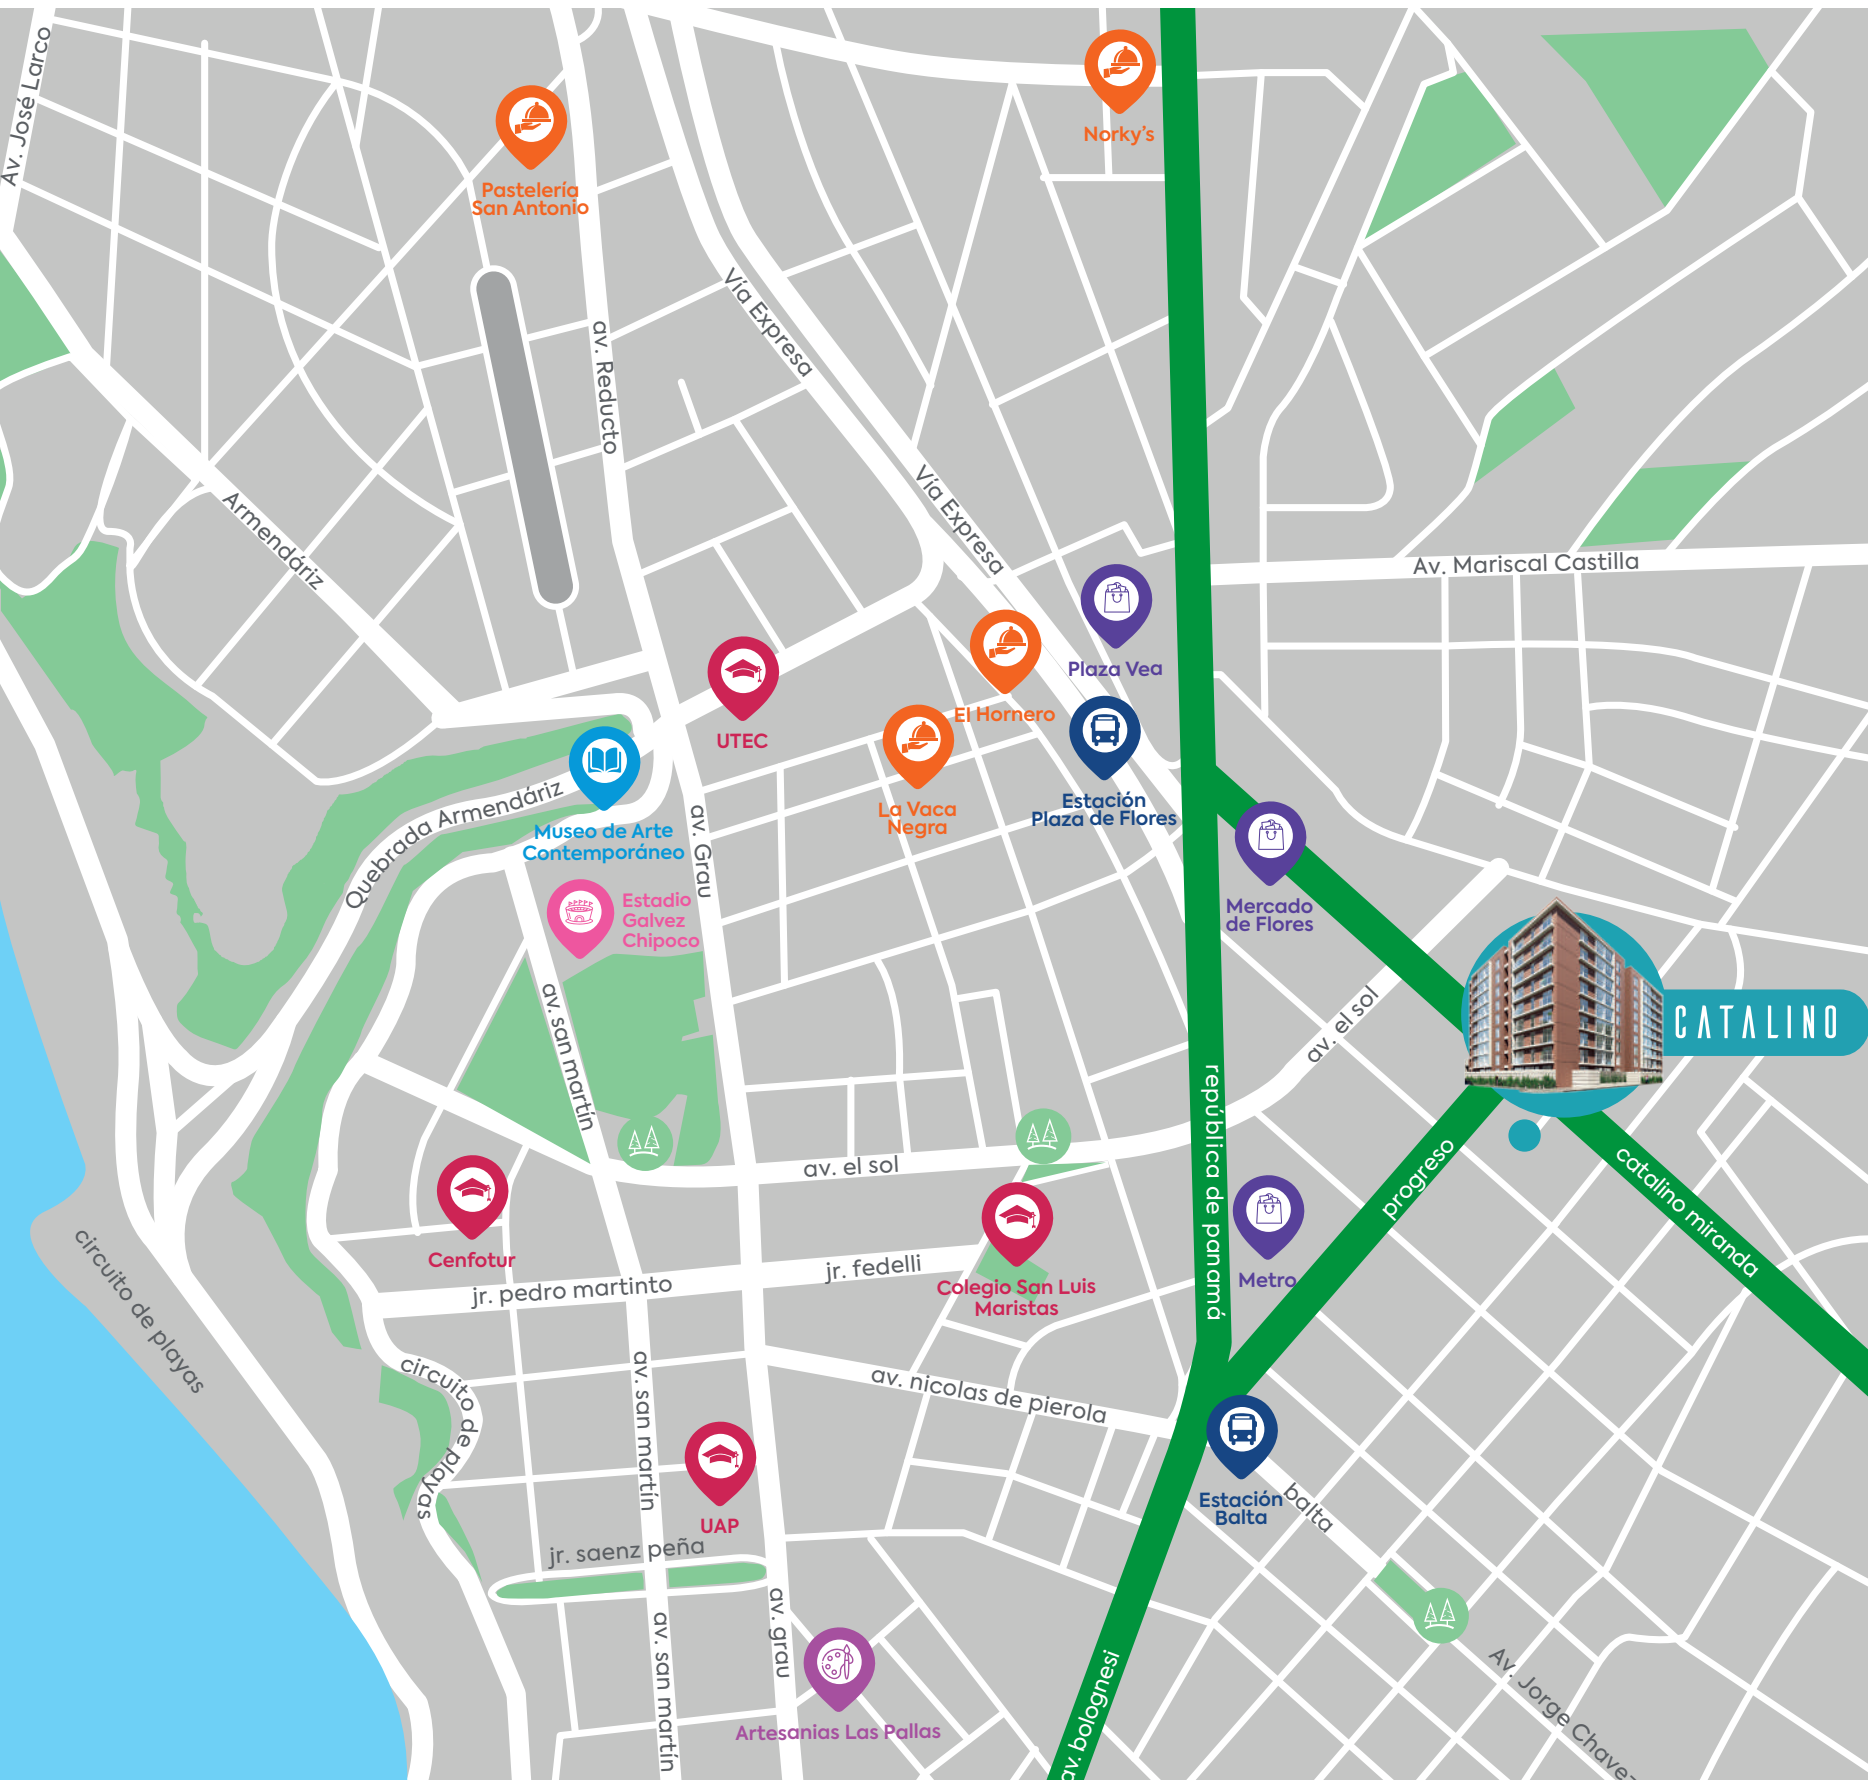 Av. José Larco
Norky's
Pastelería
San Antonio
Vía Expresa
av. Reducto
Vía Expresa
Armendáriz
Av. Mariscal Castilla
Plaza Vea
El Hornero
UTEC
La Vaca
Negra
Estación
Plaza de Flores
Quebrada Armendáriz
Museo de Arte
Contemporáneo
av. Grau
Estadio
Galvez
Chipoco
Mercado
de Flores
CATALINO
av. san martín
av. el sol
república de panamá
av. el sol
progreso
catalino miranda
Cenfotur
Metro
Colegio San Luis
Maristas
jr. fedelli
jr. pedro martinto
circuito de playas
circuito de playas
av. san martín
av. nicolas de pierola
UAP
Estación
Balta
balta
jr. saenz peña
av. grau
av. san martín
Artesanias Las Pallas
av. bolognesi
Av. Jorge Chavez